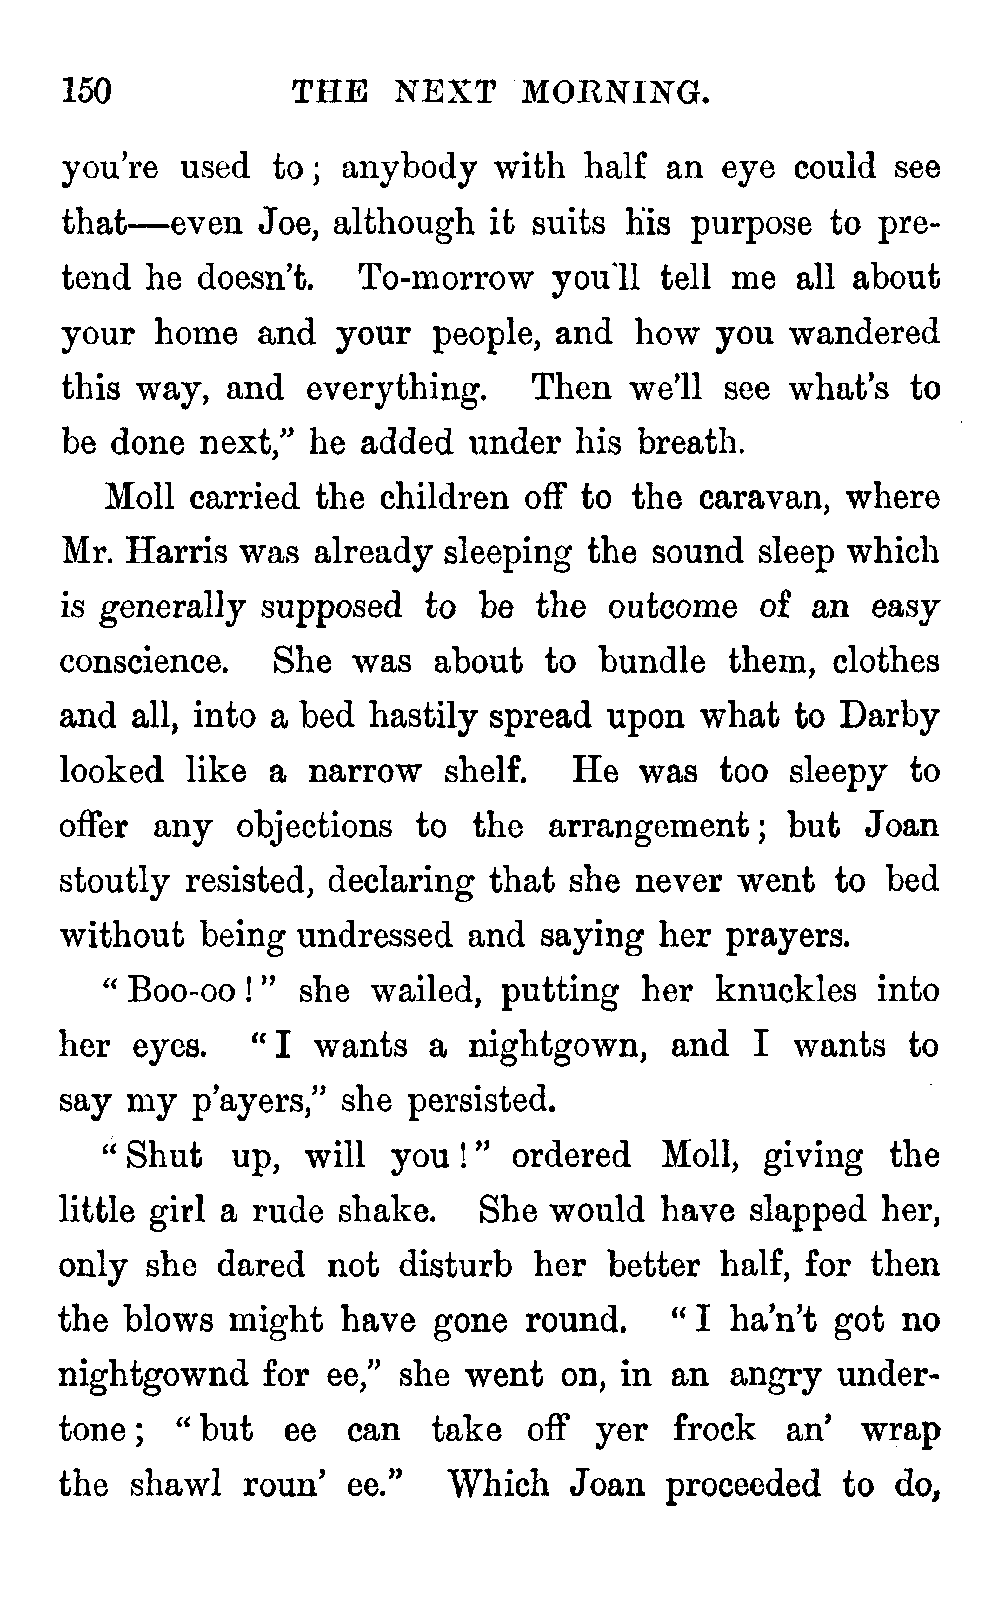 150 THE NEXT MORNING.
you're used to; anybody with half an eye could see
that—even Joe, although it suits his purpose to pre-
tend he doesn't. To-morrow you'll tell me all about
your home and your people, and how you wandered
this way, and everything. Then we'll see what's to
be done next,” he added under his breath.
Moll carried the children off to the caravan, where
Mr. Harris was already sleeping the sound sleep which
is generally supposed to be the outcome of an easy
conscience. She was about to bundle them, clothes
and all, into a bed hastily spread upon what to Darby
looked like a narrow shelf. He was too sleepy to
offer any objections to the arrangement; but Joan
stoutly resisted, declaring that she never went to bed
without being undressed and saying her prayers.
“Boo-oo!” she wailed, putting her knuckles into
her eyes. “I wants a nightgown, and I wants to
say my p'ayers,” she persisted.
“Shut up, will you!” ordered Moll, giving the
little girl a rude shake. She would have slapped her,
only she dared not disturb her better half, for then
the blows might have gone round. “I ha'n't got no
nightgownd for ee,” she went on, in an angry under-
tone; “but ee can take off yer frock an' wrap
the shawl roun' ee.” Which Joan proceeded to do,